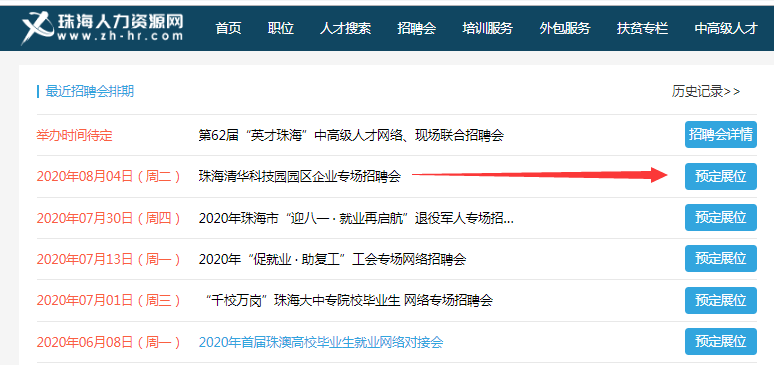 珠海人力资源网
www.zh-hr.com
首页 职位 人才搜索 招聘会 培训服务 外包服务 扶贫专栏 中高级人才
最近招聘会排期 历史记录>>
举办时间待定 第62届“英才珠海”中高级人才网络、现场联合招聘会 招聘会详情
2020年08月04日（周二） 珠海清华科技园园区企业专场招聘会 预定展位
2020年07月30日（周四） 2020年珠海市“迎八一 · 就业再启航”退役军人专场招... 预定展位
2020年07月13日（周一） 2020年“促就业 · 助复工”工会专场网络招聘会 预定展位
2020年07月01日（周三） “千校万岗”珠海大中专院校毕业生 网络专场招聘会 预定展位
2020年06月08日（周一） 2020年首届珠澳高校毕业生就业网络对接会 预定展位